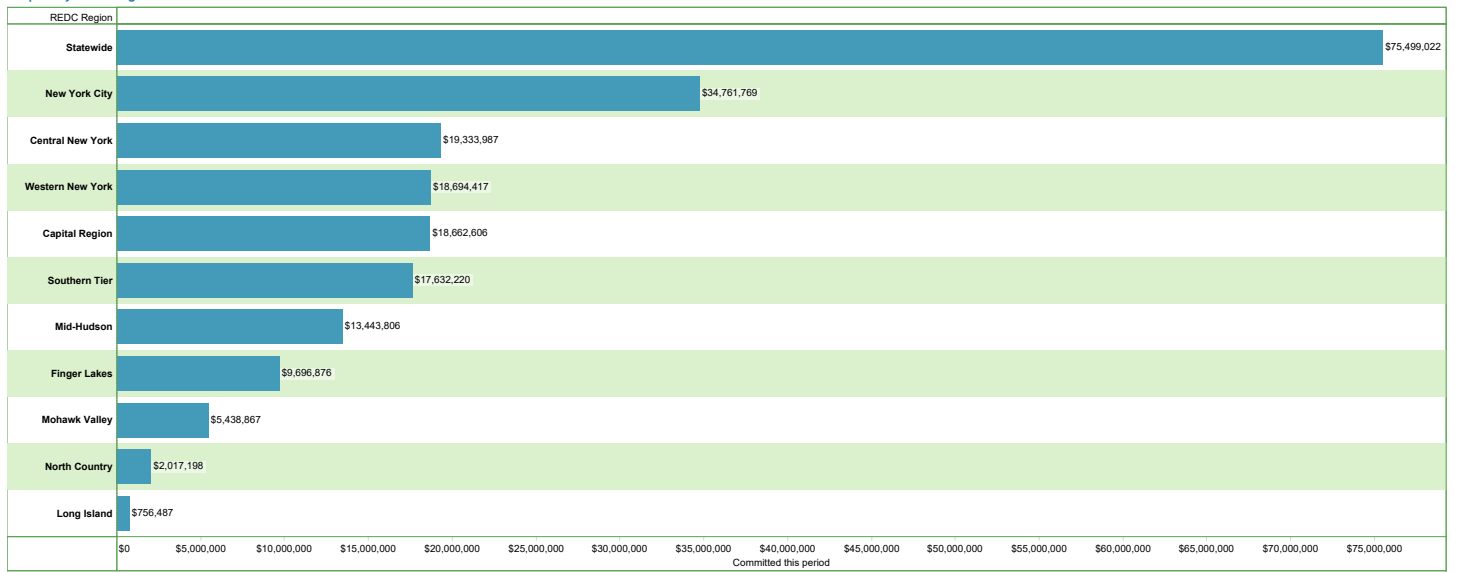 REDC Region
Statewide $75,499,022
New York City $34,761,769
Central New York $19,333,987
Western New York $18,694,417
Capital Region $18,662,606
Southern Tier $17,632,220
Mid-Hudson $13,443,806
Finger Lakes $9,696,876
Mohawk Valley $5,438,867
North Country $2,017,198
Long Island $756,487
$0 $5,000,000 $10,000,000 $15,000,000 $20,000,000 $25,000,000 $30,000,000 $35,000,000 $40,000,000 $45,000,000 $50,000,000 $55,000,000 $60,000,000 $65,000,000 $70,000,000 $75,000,000
Committed this period